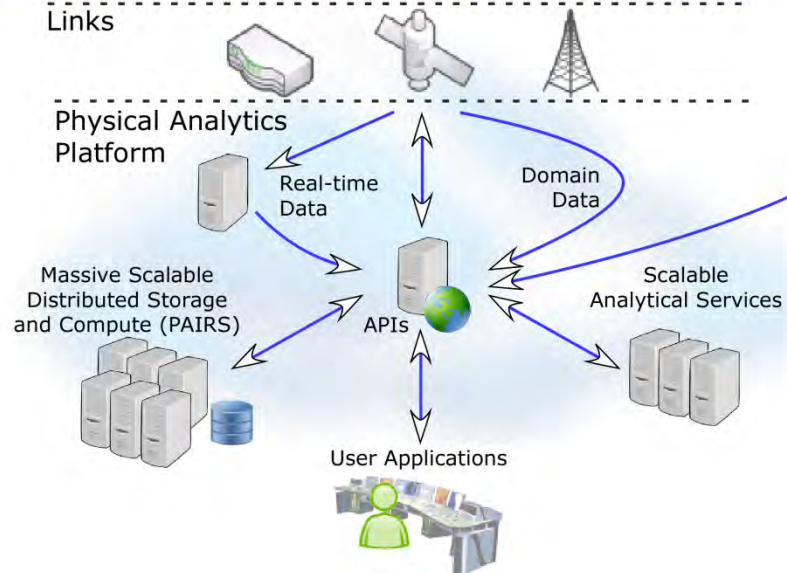 Links
Physical Analytics
Platform
Real-time
Data
Domain
Data
Massive Scalable
Distributed Storage
and Compute (PAIRS)
APIs
Scalable
Analytical Services
User Applications